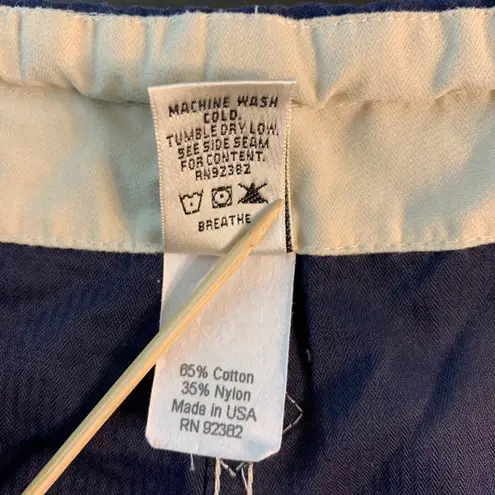 MACHINE WASH
COLD.
TUMBLE DRY LOW.
SEE SIDE SEAM
FOR CONTENT.
RN92382
BREATHE
65% Cotton
35% Nylon
Made in USA
RN 92382